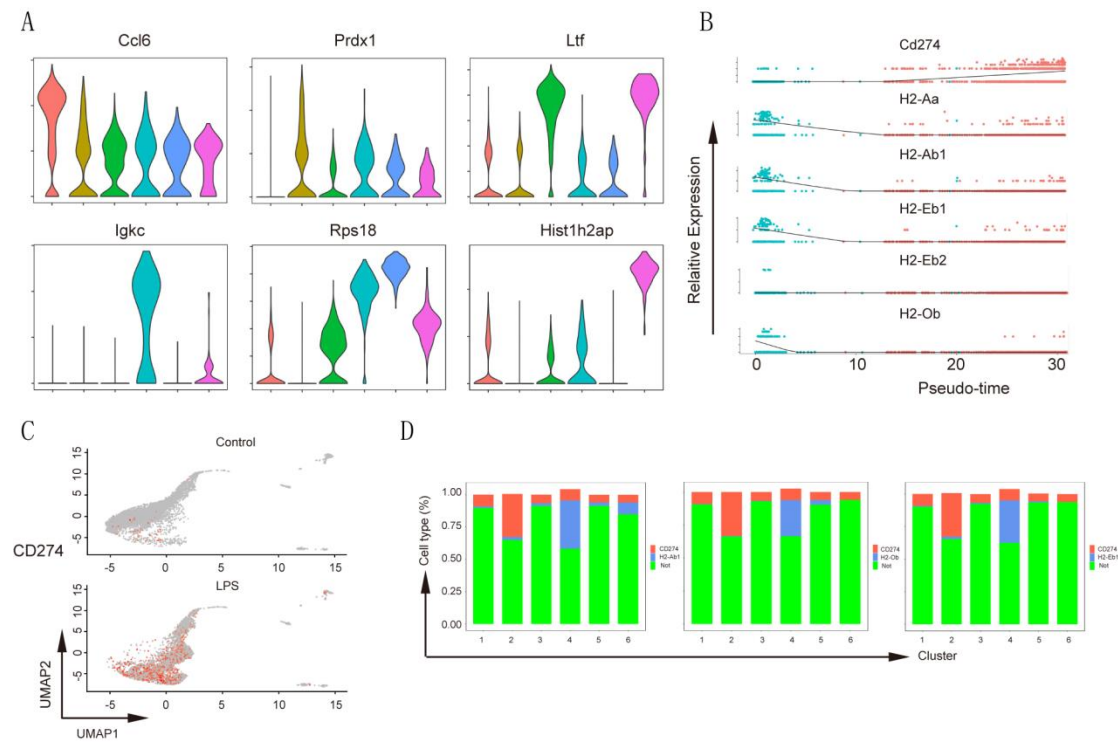 A
Ccl6 Prdx1 Ltf
Igkc Rps18 Hist1h2ap
B
Cd274
H2-Aa
H2-Ab1
H2-Eb1
H2-Eb2
H2-Ob
Relaitive Expression
0 10 20 30
Pseudo-time
C
Control
15
10
5
0
-5
-5 0 5 10 15
CD274
LPS
15
10
5
0
-5
-5 0 5 10 15
UMAP2
UMAP1
D
Cell type (%)
1.00
0.75
0.50
0.25
0.00
1 2 3 4 5 6
CD274
H2-Ab1
Not
1 2 3 4 5 6
CD274
H2-Ob
Not
1 2 3 4 5 6
CD274
H2-Eb1
Not
Cluster